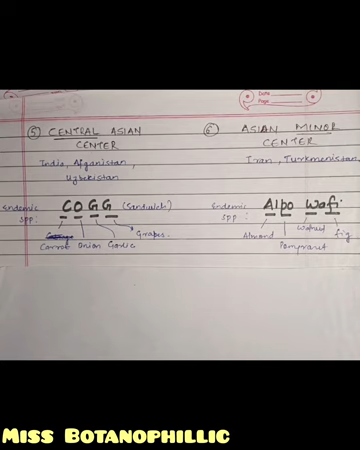 Date
Page
⑤ CENTRAL ASIAN
CENTER
India, Afganistan,
Uzbekistan
Endemic
spp:
COGG (Sandwich)
Carrot Onion Garlic Grapes.
⑥ ASIAN MINOR
CENTER
Iran, Turkmenistan.
Endemic
spp:
Alpo Wafi
Almond Walnut fig
MISS BOTANOPHILLIC